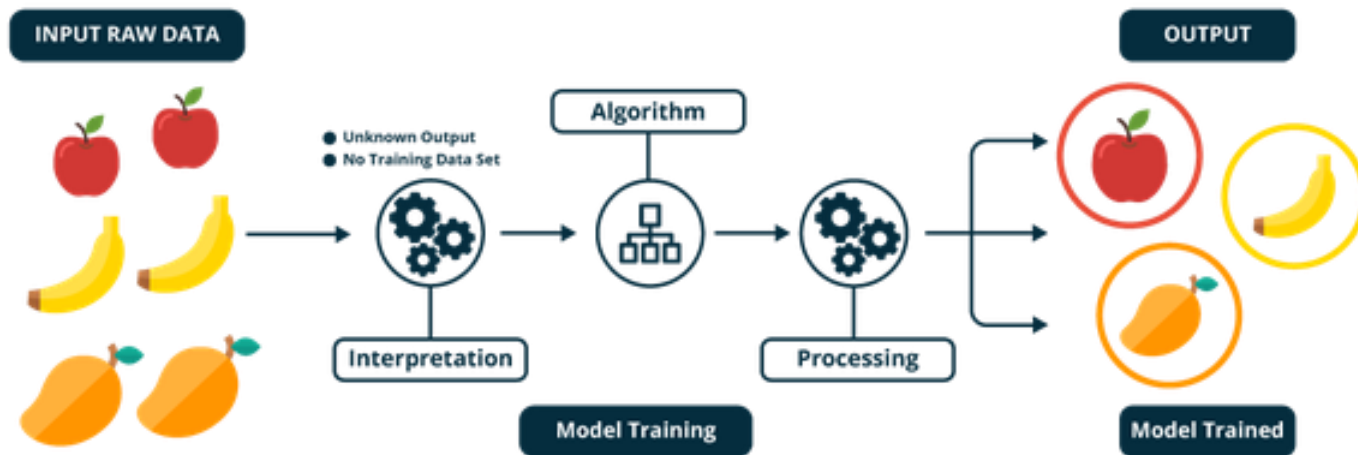 INPUT RAW DATA
OUTPUT
Algorithm
Unknown Output
No Training Data Set
Interpretation
Processing
Model Training
Model Trained